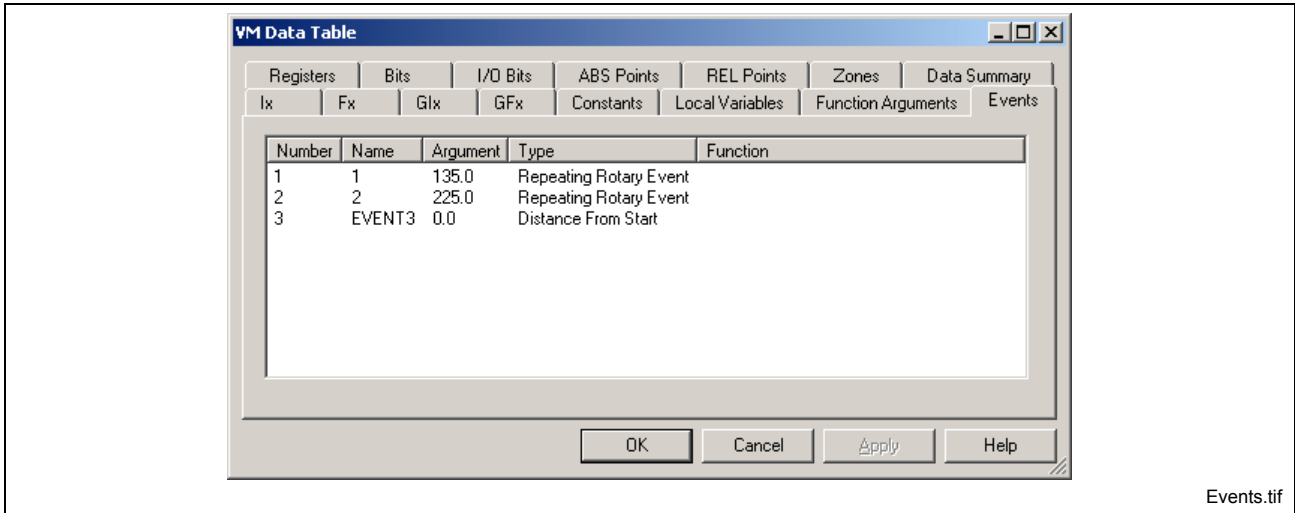 VM Data Table
Registers Bits I/O Bits ABS Points REL Points Zones Data Summary
Ix Fx GIx GFx Constants Local Variables Function Arguments Events
Number Name Argument Type Function
1 1 135.0 Repeating Rotary Event
2 2 225.0 Repeating Rotary Event
3 EVENT3 0.0 Distance From Start
OK Cancel Apply Help
Events.tif